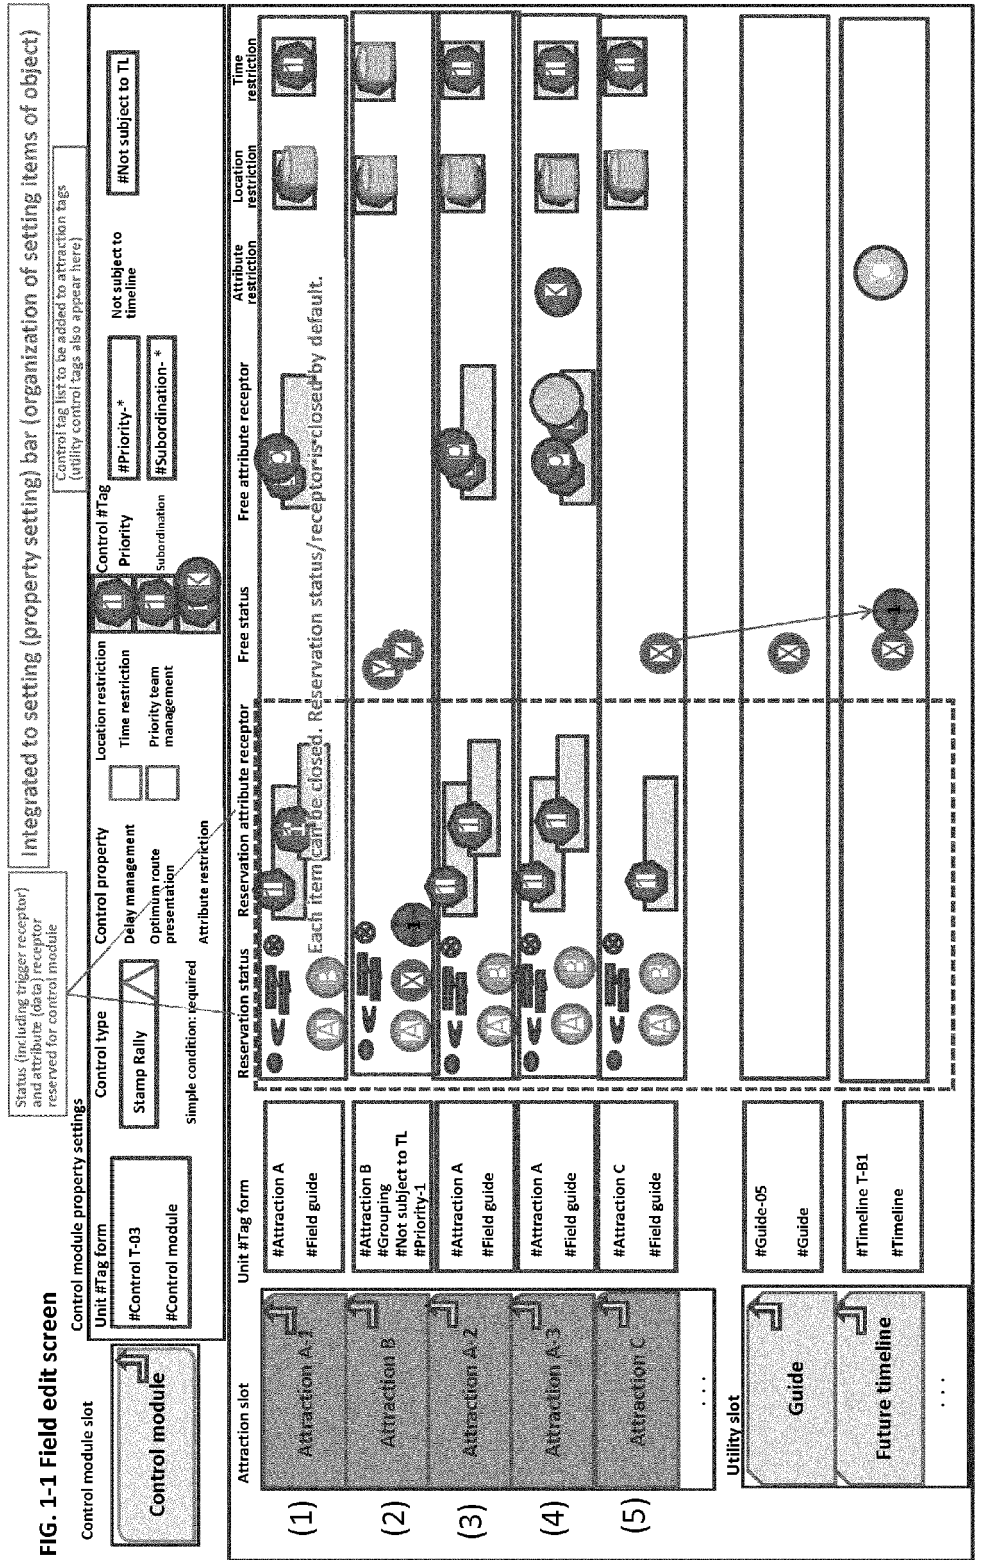 FIG. 1-1 Field edit screen
Integrated to setting (property setting) bar (organization of setting items of object)
Status (including trigger receptor)
and attribute (data) receptor
reserved for control module
Control tag list to be added to attraction tags
(utility control tags also appear here)
Control module slot
Control module
Control module property settings
Unit #Tag form
#Control T-03
#Control module
Control type
Stamp Rally
Simple condition: required
Control property
Delay management
Optimum route
presentation
Attribute restriction
Location restriction
Time restriction
Priority team
management
K
Control #Tag
Priority
Subordination
#Priority-*
#Subordination- *
Not subject to
timeline
#Not subject to TL
Attraction slot
Unit #Tag form
Reservation status
Reservation attribute receptor
Free status
Free attribute receptor
Attribute
restriction
Location
restriction
Time
restriction
(1)
Attraction A-1
#Attraction A
#Field guide
A
B
Each item can be closed. Reservation status/receptor is closed by default.
(2)
Attraction B
#Attraction B
#Grouping
#Not subject to TL
#Priority-1
A
X
1
Y
Z
(3)
Attraction A-2
#Attraction A
#Field guide
A
B
(4)
Attraction A-3
#Attraction A
#Field guide
A
B
K
(5)
Attraction C
#Attraction C
#Field guide
A
B
X
. . .
Utility slot
Guide
#Guide-05
#Guide
X
Future timeline
#Timeline T-B1
#Timeline
X
1
C
. . .